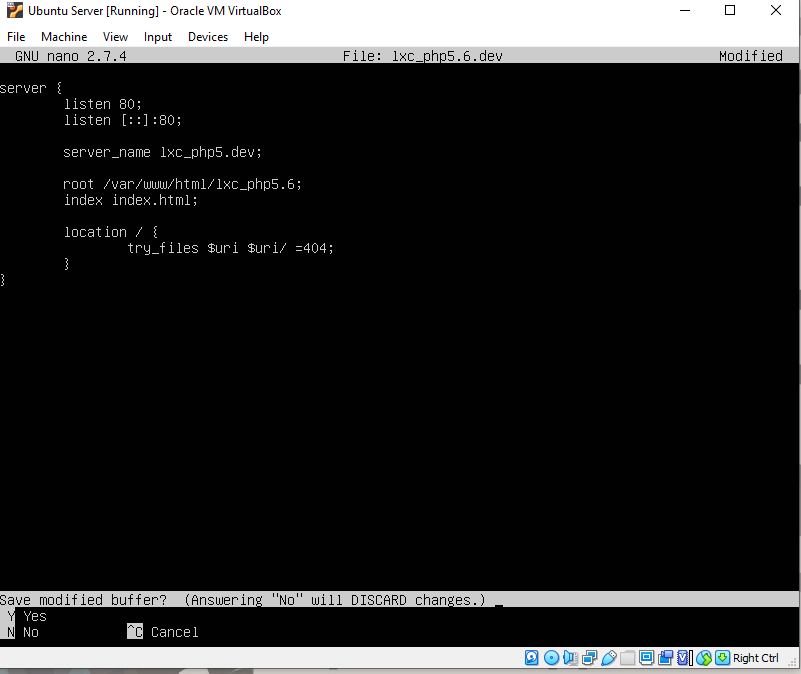 Ubuntu Server [Running] - Oracle VM VirtualBox
File Machine View Input Devices Help
GNU nano 2.7.4 File: lxc_php5.6.dev Modified
server {
listen 80;
listen [::]:80;
server_name lxc_php5.dev;
root /var/www/html/lxc_php5.6;
index index.html;
location / {
try_files $uri $uri/ =404;
}
}
Save modified buffer? (Answering "No" will DISCARD changes.)
Y Yes
N No ^C Cancel
Right Ctrl